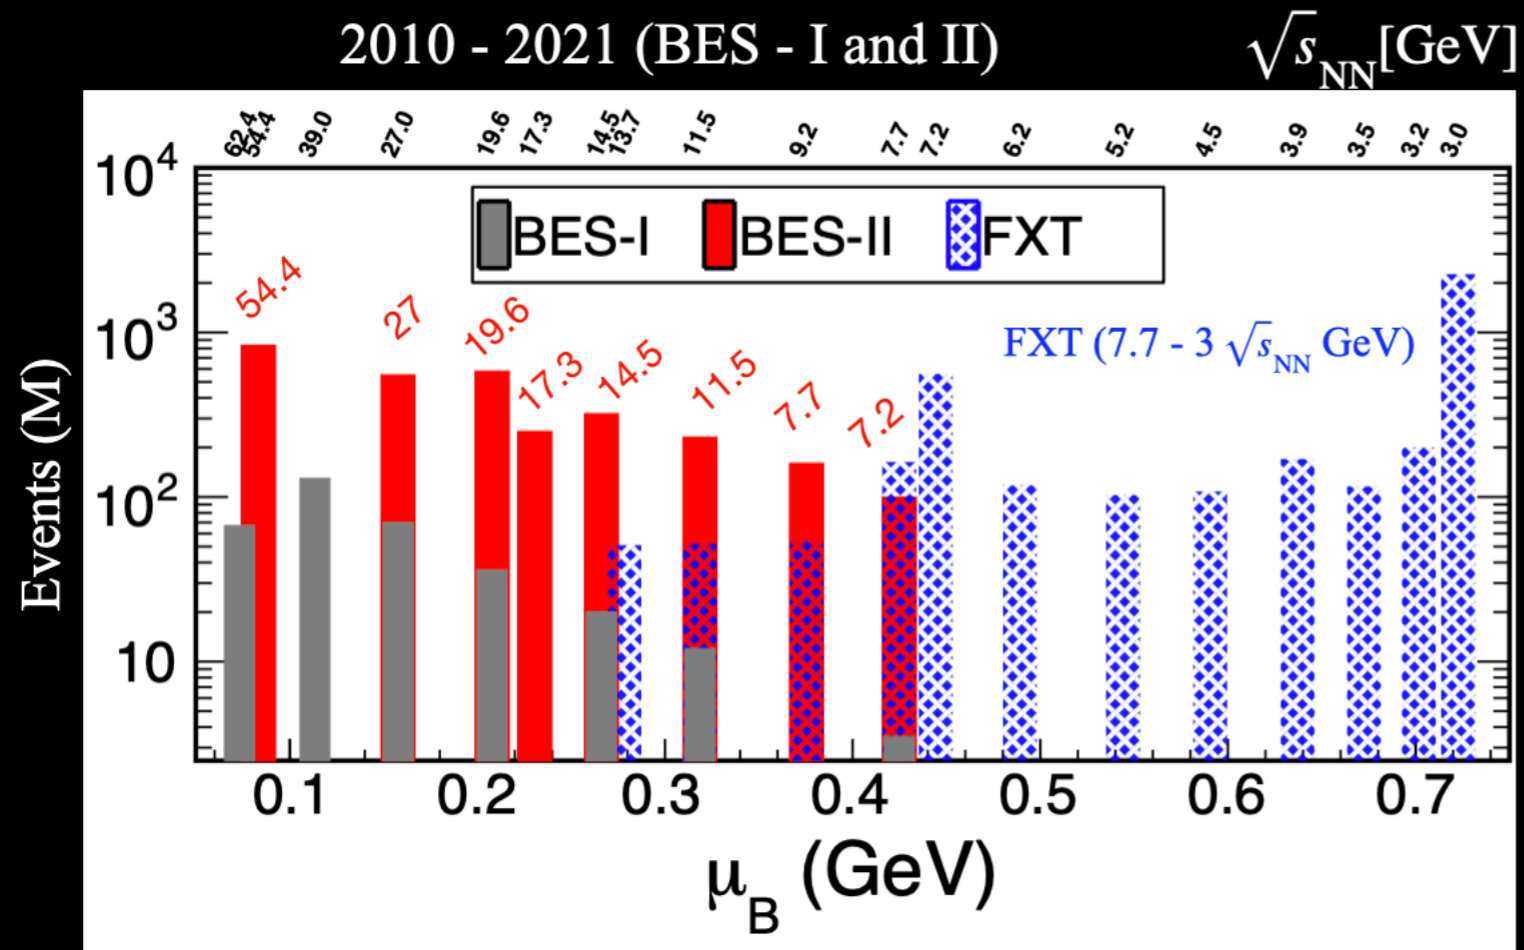 2010 - 2021 (BES - I and II)
√sNN[GeV]
62.4 54.4 39.0 27.0 19.6 17.3 14.5 13.7 11.5 9.2 7.7 7.2 6.2 5.2 4.5 3.9 3.5 3.2 3.0
10⁴
BES-I BES-II FXT
54.4 27 19.6 17.3 14.5 11.5 7.7 7.2
FXT (7.7 - 3 √sNN GeV)
10³
10²
10
Events (M)
0.1 0.2 0.3 0.4 0.5 0.6 0.7
μB (GeV)